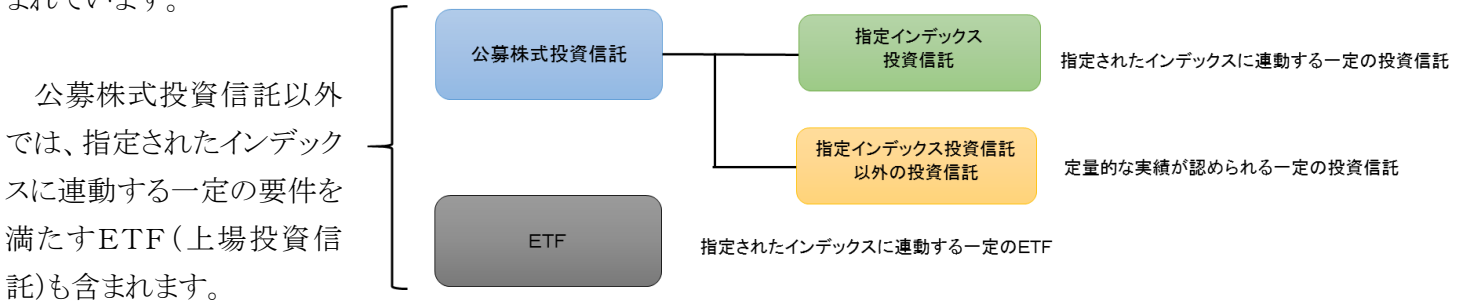 まれています。
公募株式投資信託以外
では、指定されたインデック
スに連動する一定の要件を
満たすETF(上場投資信
託)も含まれます。
公募株式投資信託
指定インデックス
投資信託
指定されたインデックスに連動する一定の投資信託
指定インデックス投資信託
以外の投資信託
定量的な実績が認められる一定の投資信託
ETF
指定されたインデックスに連動する一定のETF